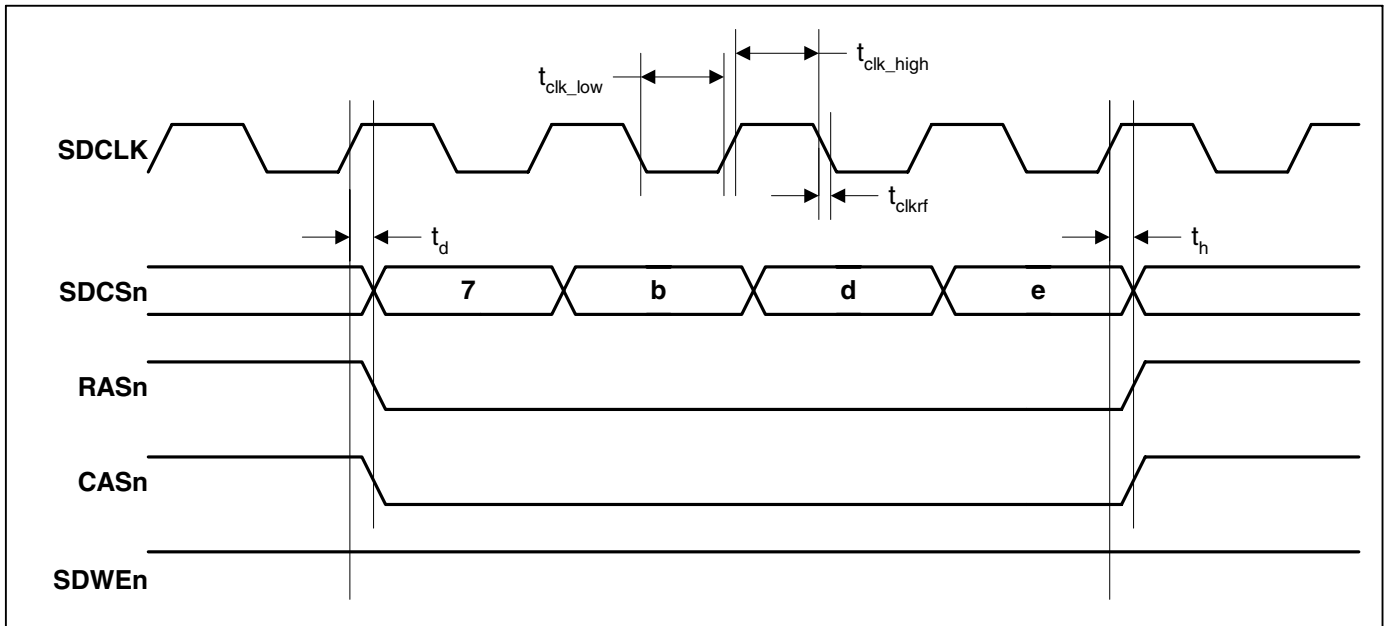 t_clk_low
t_clk_high
SDCLK
t_clkrf
t_d
t_h
SDCSn
7 b d e
RASn
CASn
SDWEn